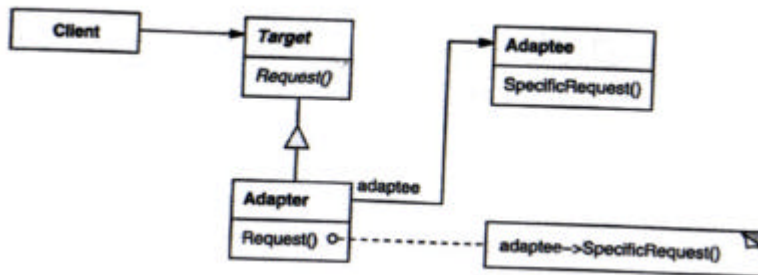 Client
Target
Request()
Adaptee
SpecificRequest()
adaptee
Adapter
Request()
adaptee->SpecificRequest()